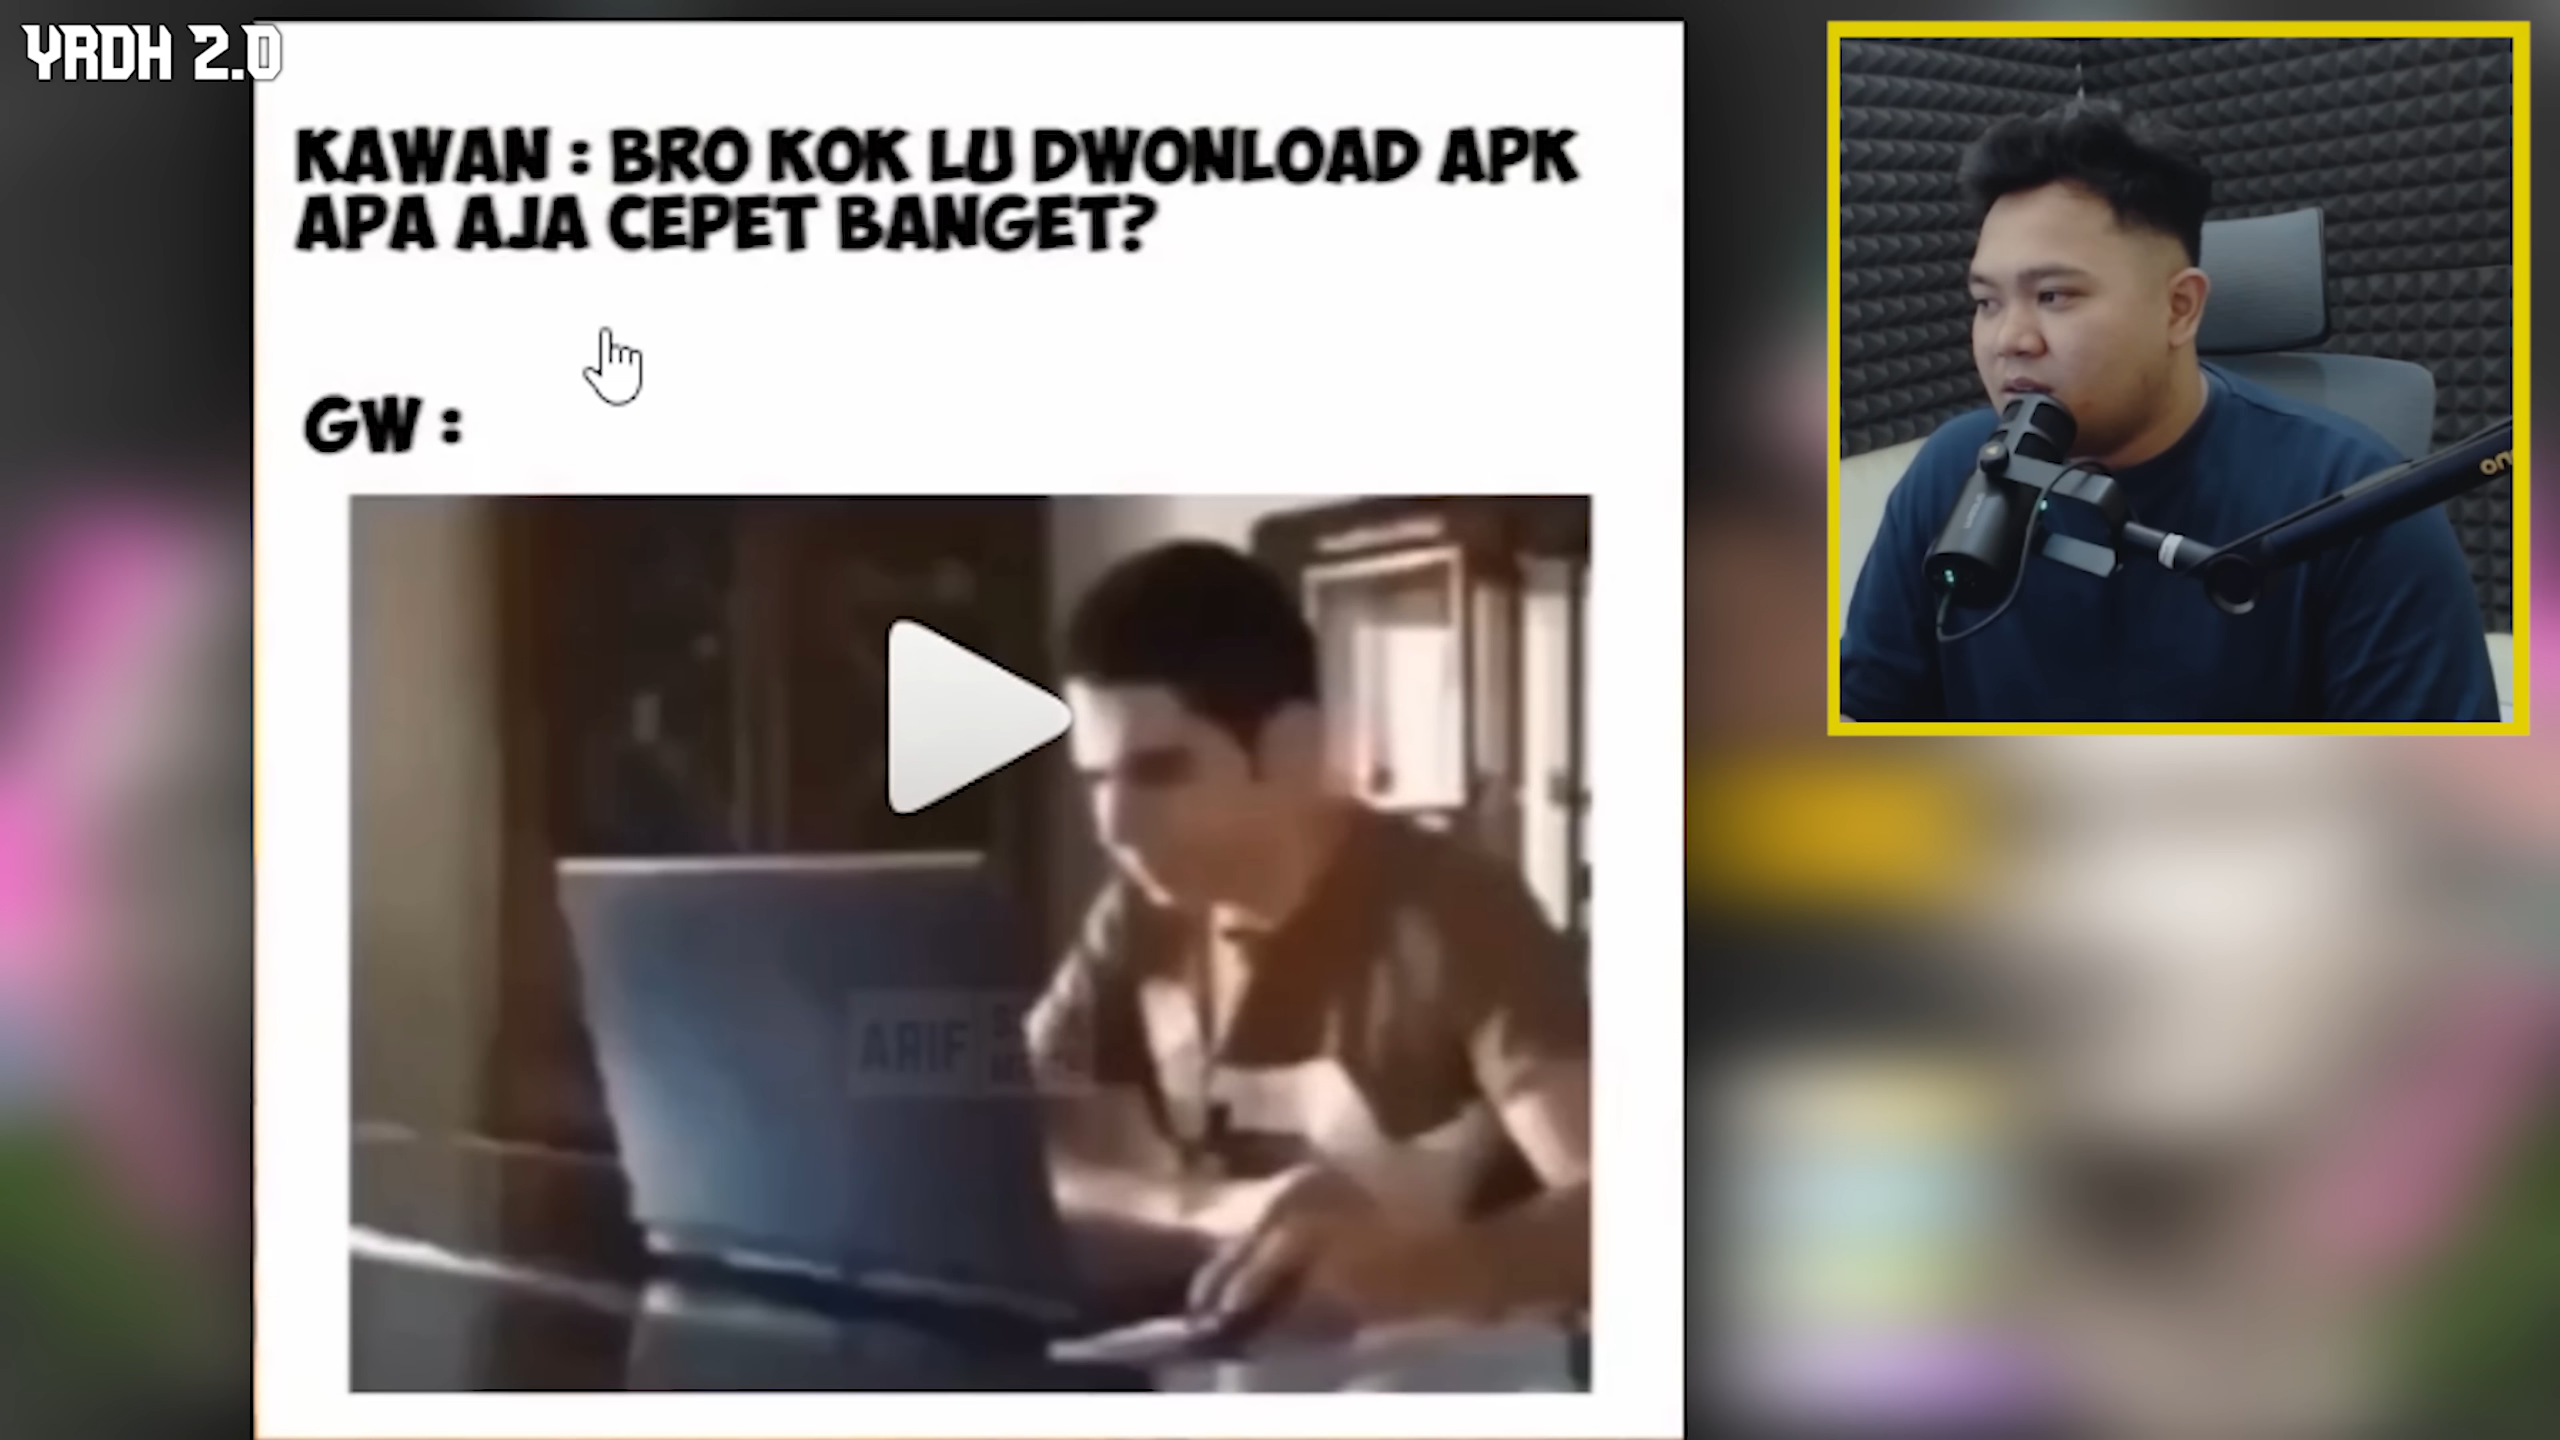 YRDH 2.0
KAWAN : BRO KOK LU DWONLOAD APK
APA AJA CEPET BANGET?
GW :
ARIF